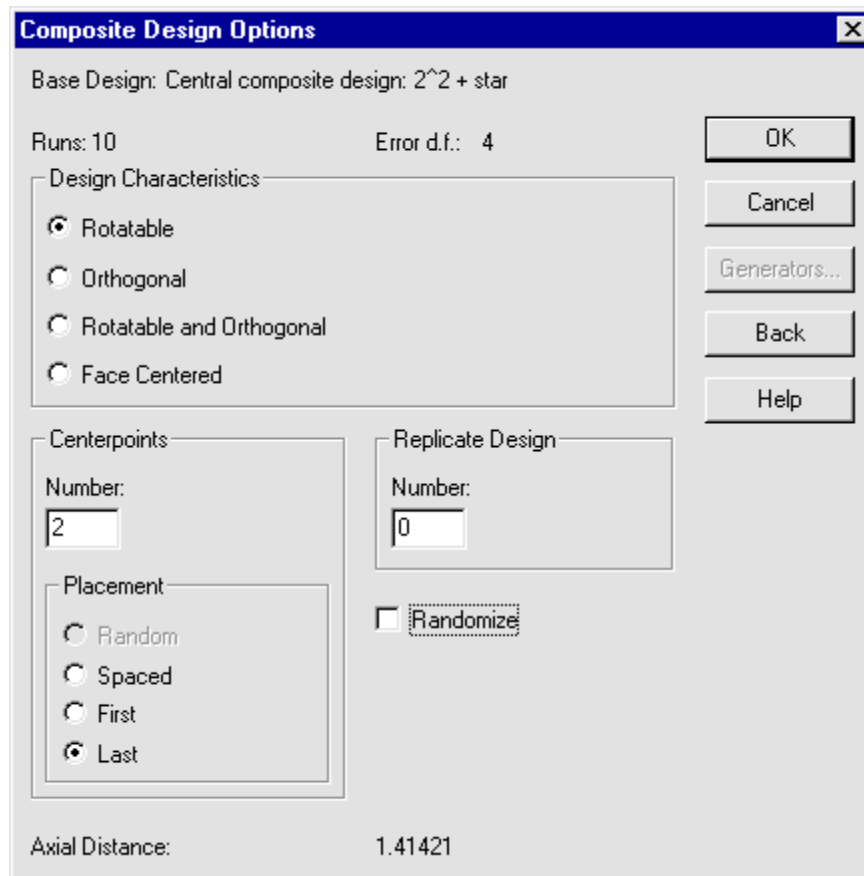 Composite Design Options
Base Design: Central composite design: 2^2 + star
Runs: 10 Error d.f.: 4
OK
Design Characteristics
Cancel
Rotatable
Generators...
Orthogonal
Rotatable and Orthogonal
Back
Face Centered
Help
Centerpoints
Number:
2
Replicate Design
Number:
0
Placement
Random
Spaced
First
Last
Randomize
Axial Distance: 1.41421